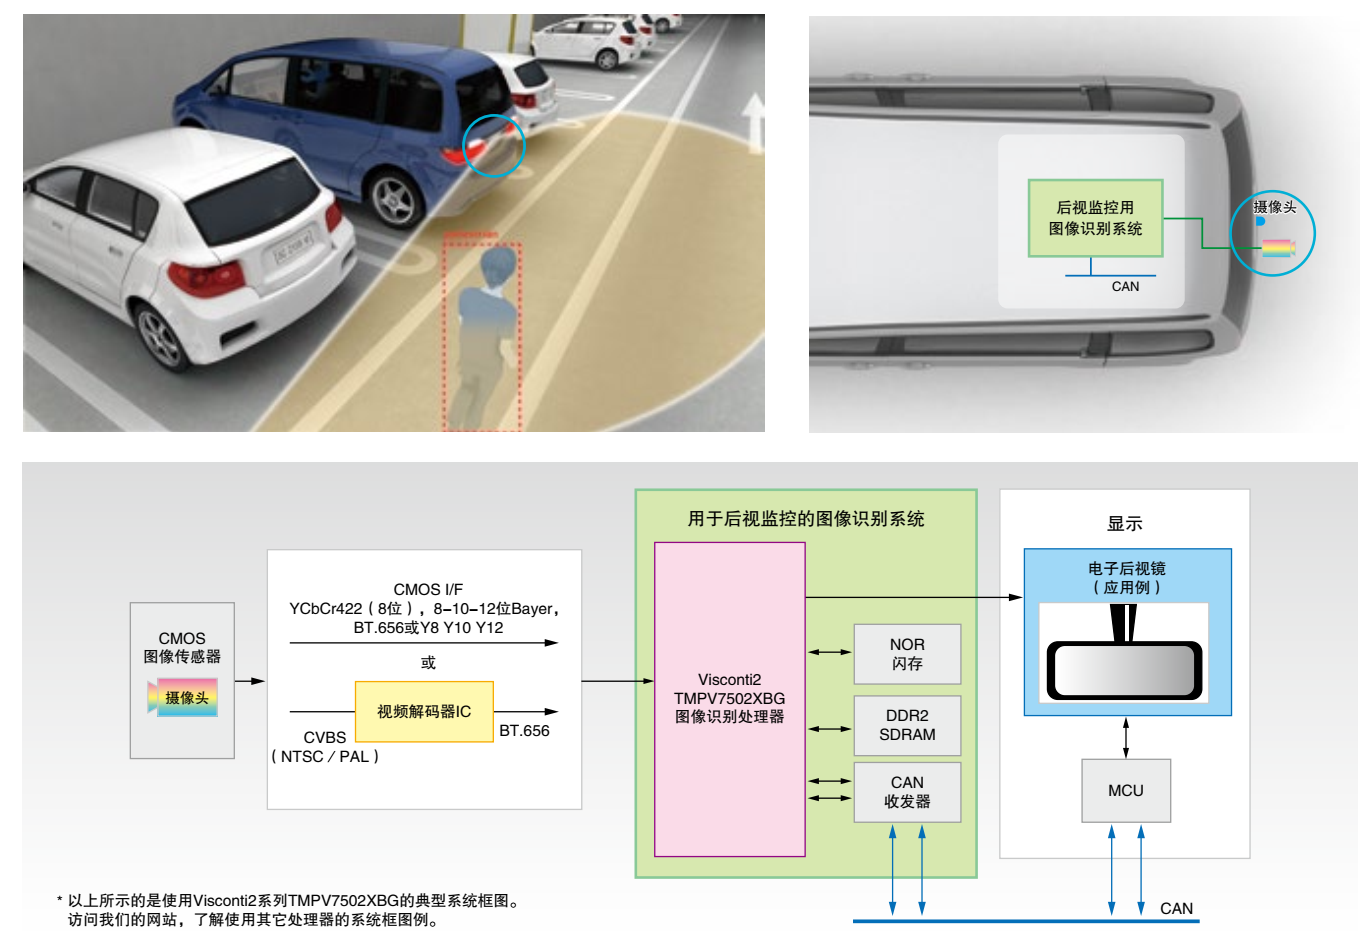 后视监控用
图像识别系统
摄像头
CAN
用于后视监控的图像识别系统
显示
CMOS
图像传感器
摄像头
CMOS I/F
YCbCr422（8位），8–10–12位Bayer，
BT.656或Y8 Y10 Y12
或
视频解码器IC
CVBS
（NTSC / PAL）
BT.656
Visconti2
TMPV7502XBG
图像识别处理器
NOR
闪存
DDR2
SDRAM
CAN
收发器
电子后视镜
（应用例）
MCU
CAN
* 以上所示的是使用Visconti2系列TMPV7502XBG的典型系统框图。
访问我们的网站，了解使用其它处理器的系统框图例。